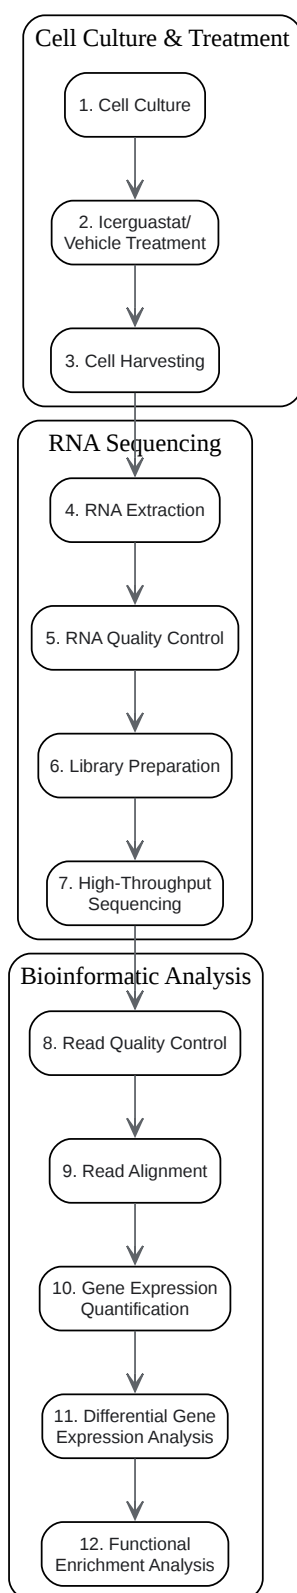 Cell Culture & Treatment
1. Cell Culture
2. Icerguastat/
Vehicle Treatment
3. Cell Harvesting
RNA Sequencing
4. RNA Extraction
5. RNA Quality Control
6. Library Preparation
7. High-Throughput
Sequencing
Bioinformatic Analysis
8. Read Quality Control
9. Read Alignment
10. Gene Expression
Quantification
11. Differential Gene
Expression Analysis
12. Functional
Enrichment Analysis